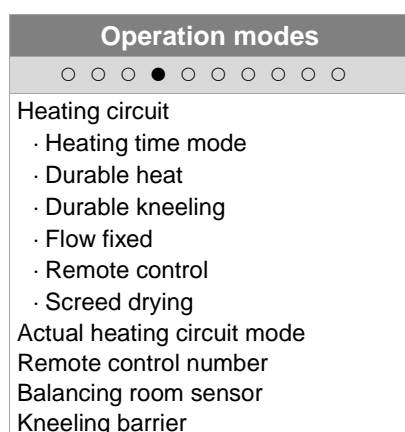 Operation modes
○ ○ ○ ● ○ ○ ○ ○ ○ ○
Heating circuit
· Heating time mode
· Durable heat
· Durable kneeling
· Flow fixed
· Remote control
· Screed drying
Actual heating circuit mode
Remote control number
Balancing room sensor
Kneeling barrier